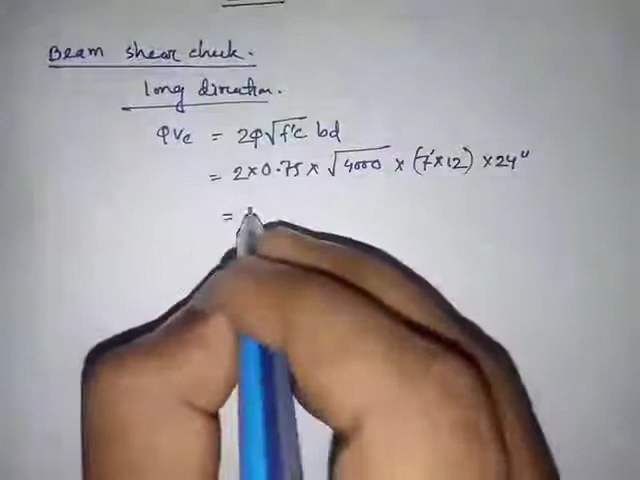 Beam shear check.
Long direction.
φVc = 2φ√f'c bd
= 2×0.75×√4000 × (7'×12) ×24"
=